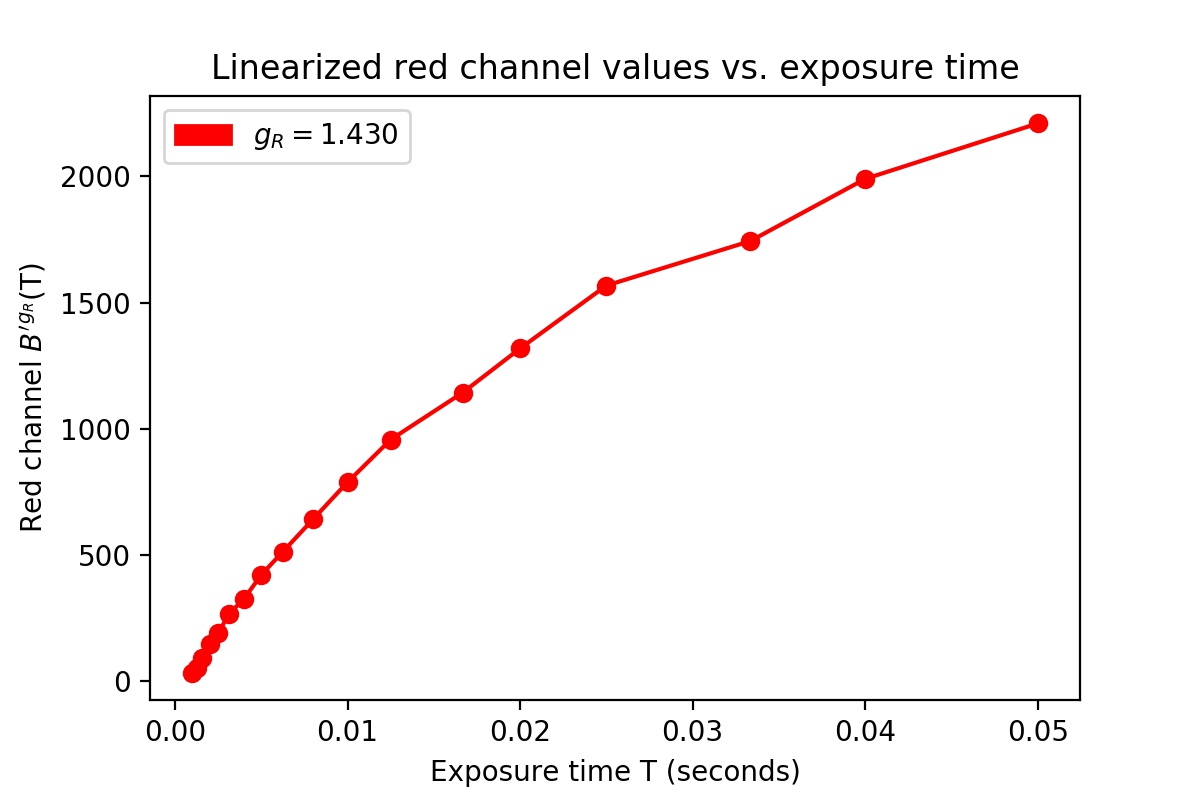 Linearized red channel values vs. exposure time
g_R = 1.430
Red channel B'^{g_R}(T)
2000
1500
1000
500
0
0.00 0.01 0.02 0.03 0.04 0.05
Exposure time T (seconds)